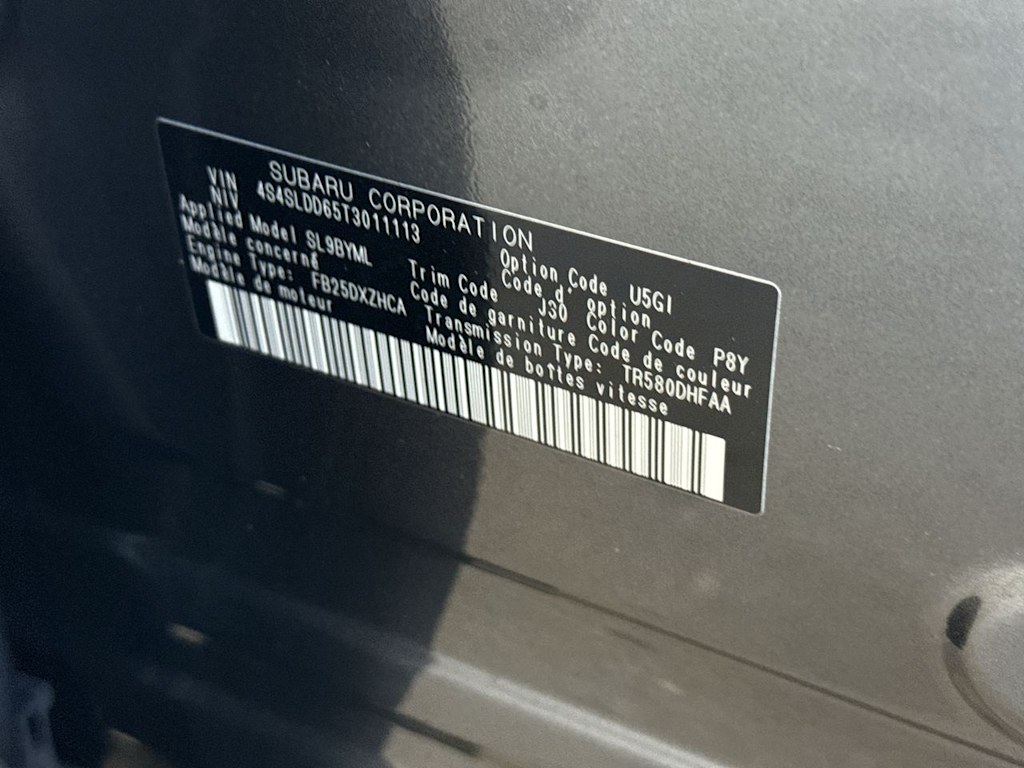 SUBARU CORPORATION
VIN 4S4SLDD65T3011113
NIV
Option Code U5GI
Code d' option
Applied Model SL9BYML
Modèle concerné
Trim Code J30 Color Code P8Y
Code de garniture Code de couleur
Engine Type: FB25DXZHCA
Modèle de moteur
Transmission Type: TR580DHFAA
Modèle de boîtes vitesse